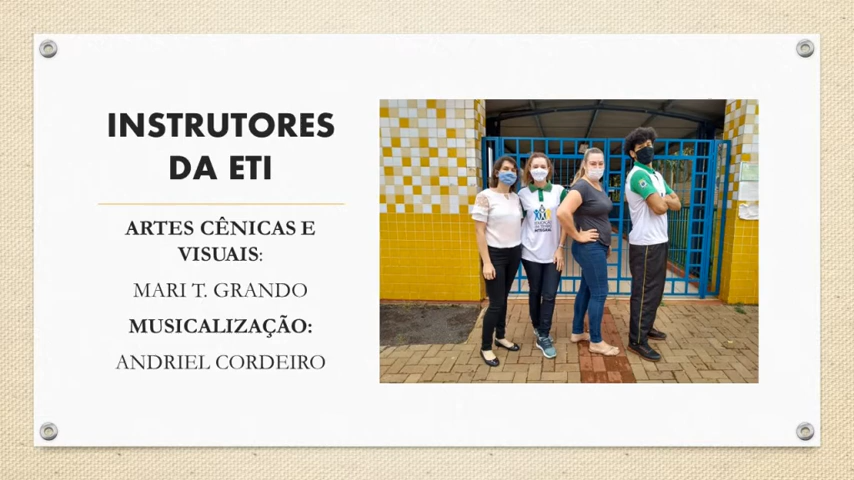 INSTRUTORES
DA ETI
ARTES CÊNICAS E
VISUAIS:
MARI T. GRANDO
MUSICALIZAÇÃO:
ANDRIEL CORDEIRO